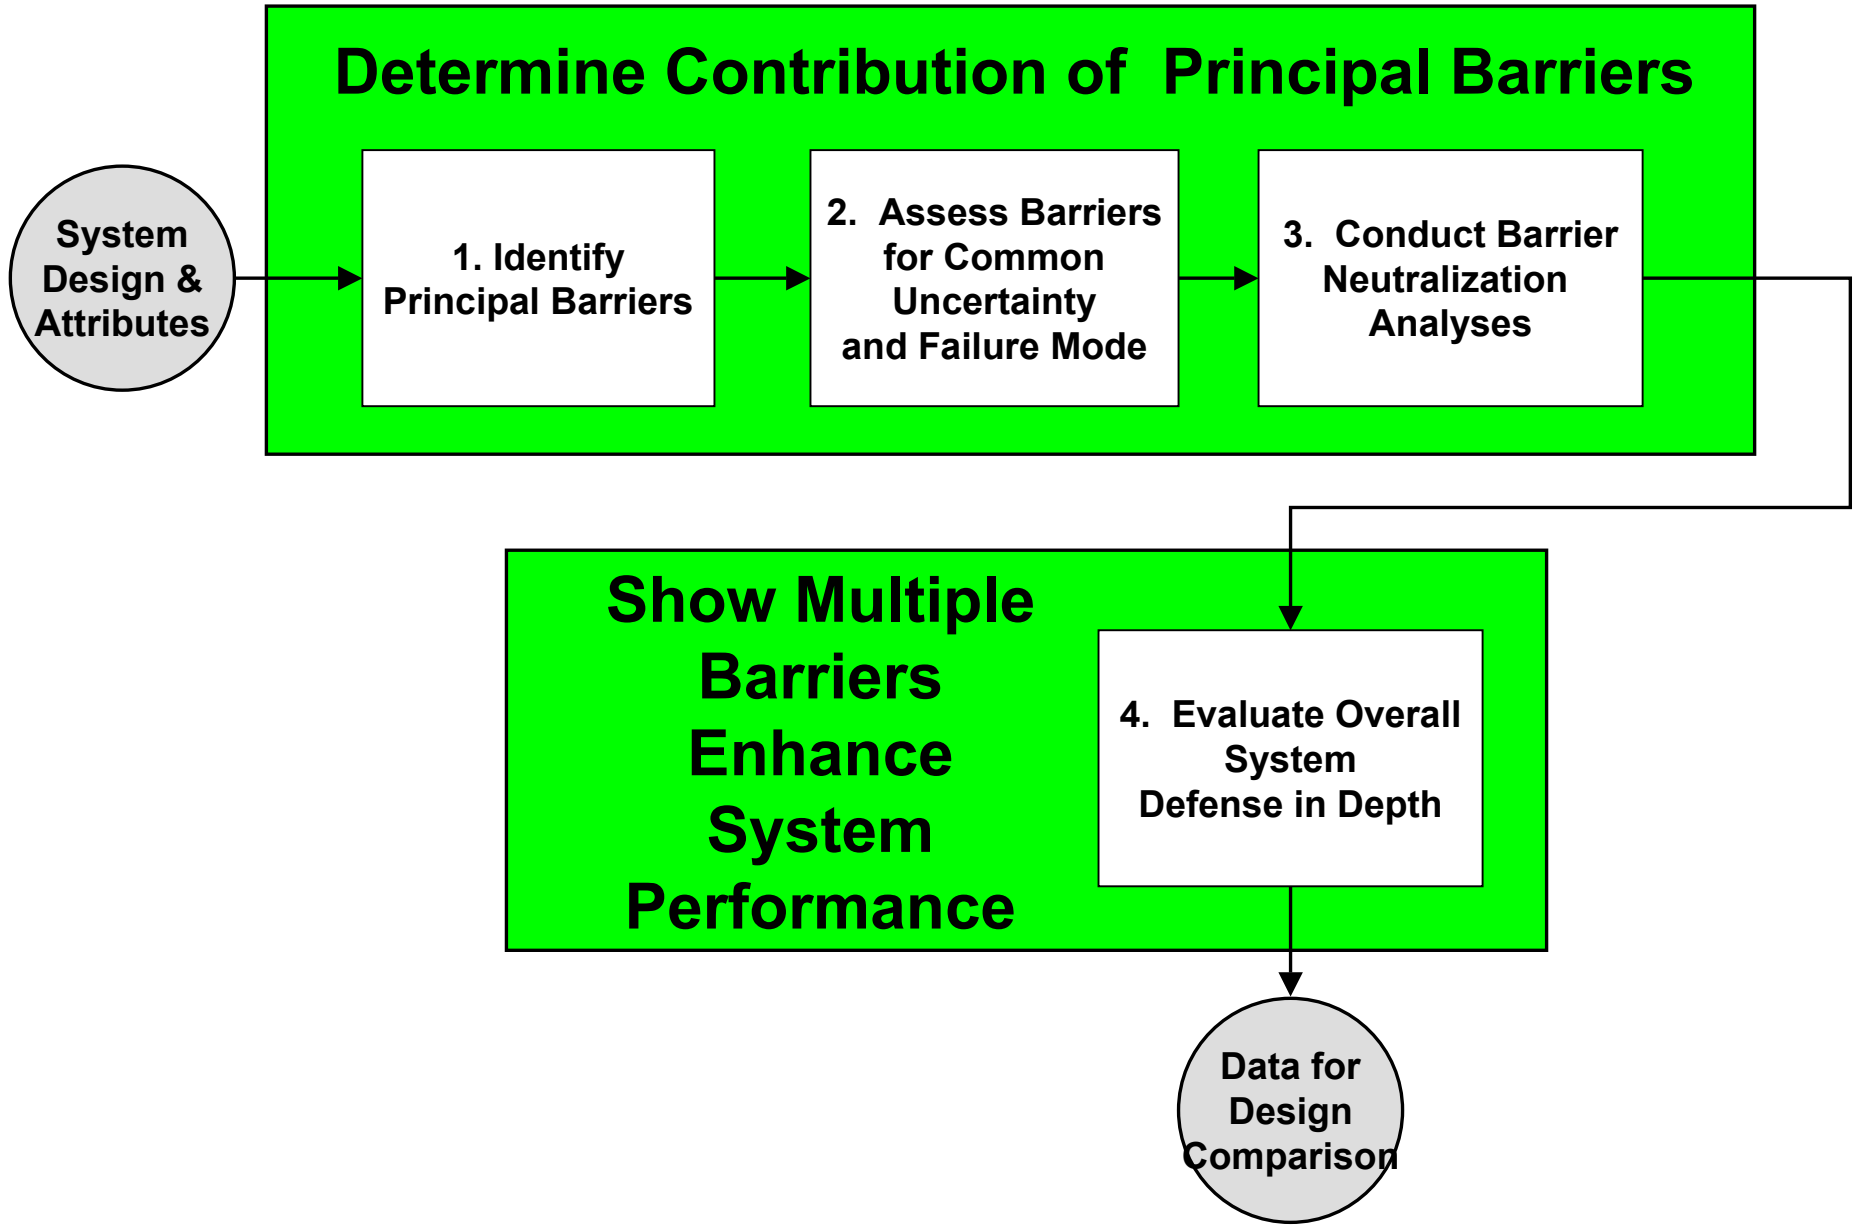 Determine Contribution of Principal Barriers
System
Design &
Attributes
1. Identify
Principal Barriers
2. Assess Barriers
for Common
Uncertainty
and Failure Mode
3. Conduct Barrier
Neutralization
Analyses
Show Multiple
Barriers
Enhance
System
Performance
4. Evaluate Overall
System
Defense in Depth
Data for
Design
Comparison